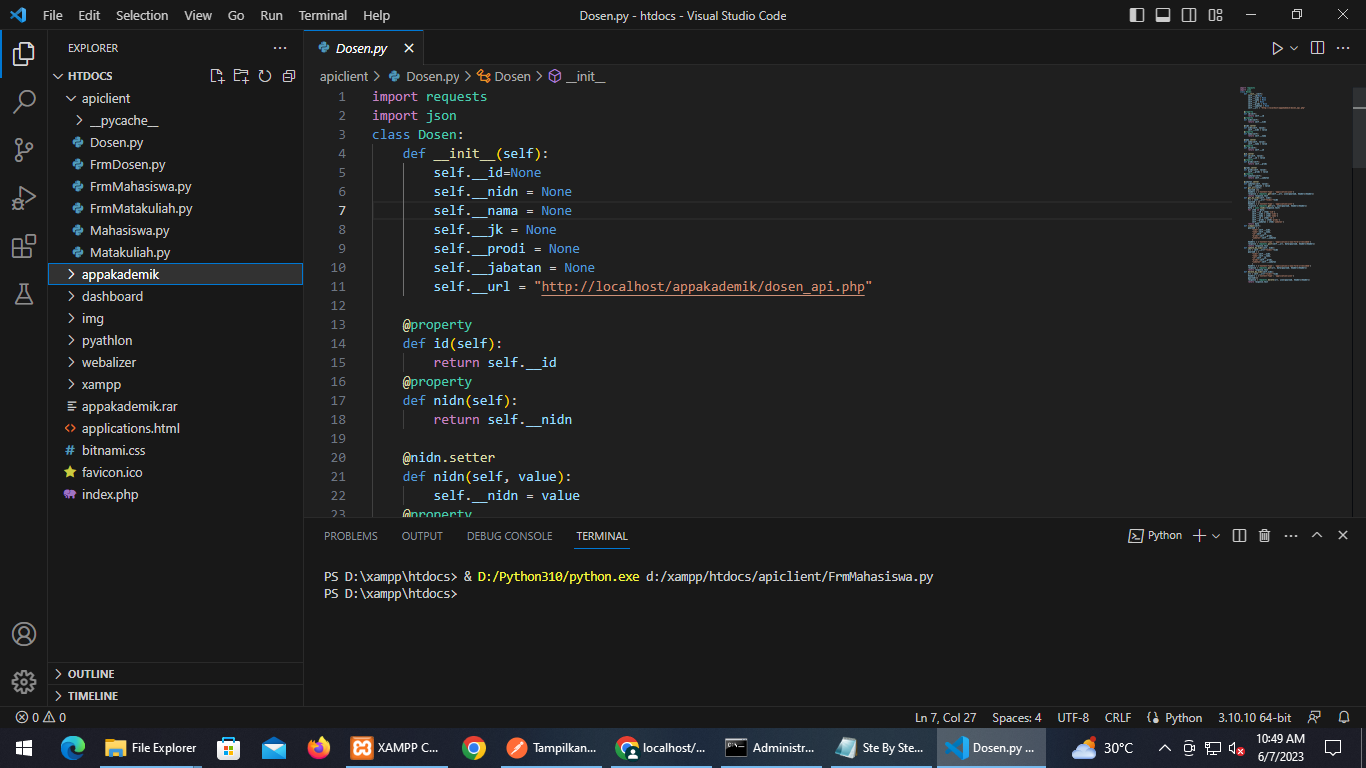 File Edit Selection View Go Run Terminal Help
Dosen.py - htdocs - Visual Studio Code
EXPLORER
HTDOCS
apiclient
__pycache__
Dosen.py
FrmDosen.py
FrmMahasiswa.py
FrmMatakuliah.py
Mahasiswa.py
Matakuliah.py
appakademik
dashboard
img
pyathlon
webalizer
xampp
appakademik.rar
applications.html
bitnami.css
favicon.ico
index.php
OUTLINE
TIMELINE
Dosen.py
apiclient > Dosen.py > Dosen > __init__
1 import requests
2 import json
3 class Dosen:
4 def __init__(self):
5 self.__id=None
6 self.__nidn = None
7 self.__nama = None
8 self.__jk = None
9 self.__prodi = None
10 self.__jabatan = None
11 self.__url = "http://localhost/appakademik/dosen_api.php"
12
13 @property
14 def id(self):
15 return self.__id
16 @property
17 def nidn(self):
18 return self.__nidn
19
20 @nidn.setter
21 def nidn(self, value):
22 self.__nidn = value
23 @property
PROBLEMS OUTPUT DEBUG CONSOLE TERMINAL
Python
PS D:\xampp\htdocs> & D:/Python310/python.exe d:/xampp/htdocs/apiclient/FrmMahasiswa.py
PS D:\xampp\htdocs>
0 0
Ln 7, Col 27 Spaces: 4 UTF-8 CRLF Python 3.10.10 64-bit
File Explorer
XAMPP C...
Tampilkan...
localhost/...
Administr...
Ste By Ste...
Dosen.py ...
30°C
10:49 AM
6/7/2023